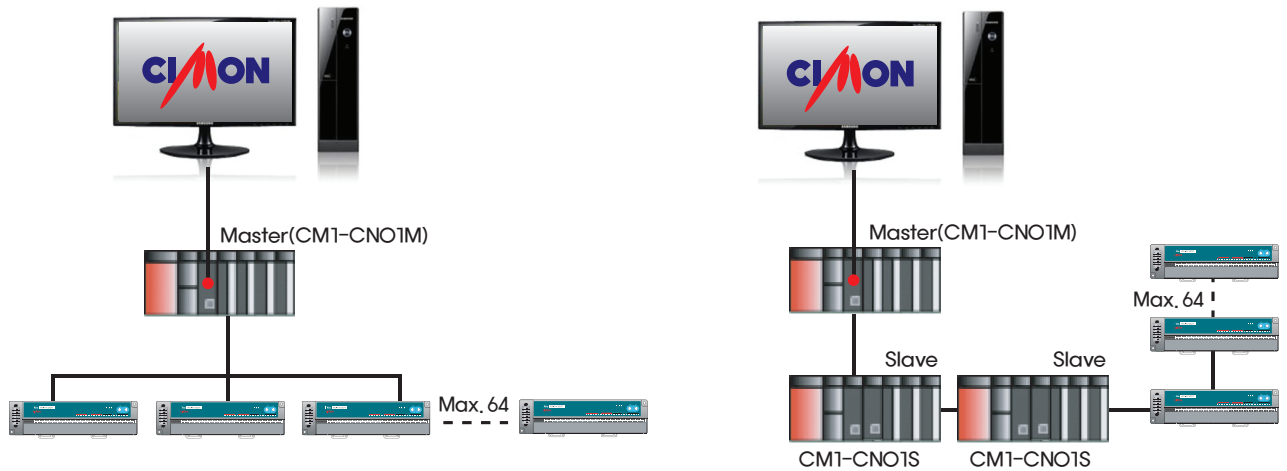 CIMON
Master(CM1-CN01M)
Max. 64
CIMON
Master(CM1-CN01M)
Max. 64
Slave
Slave
CM1-CN01S
CM1-CN01S